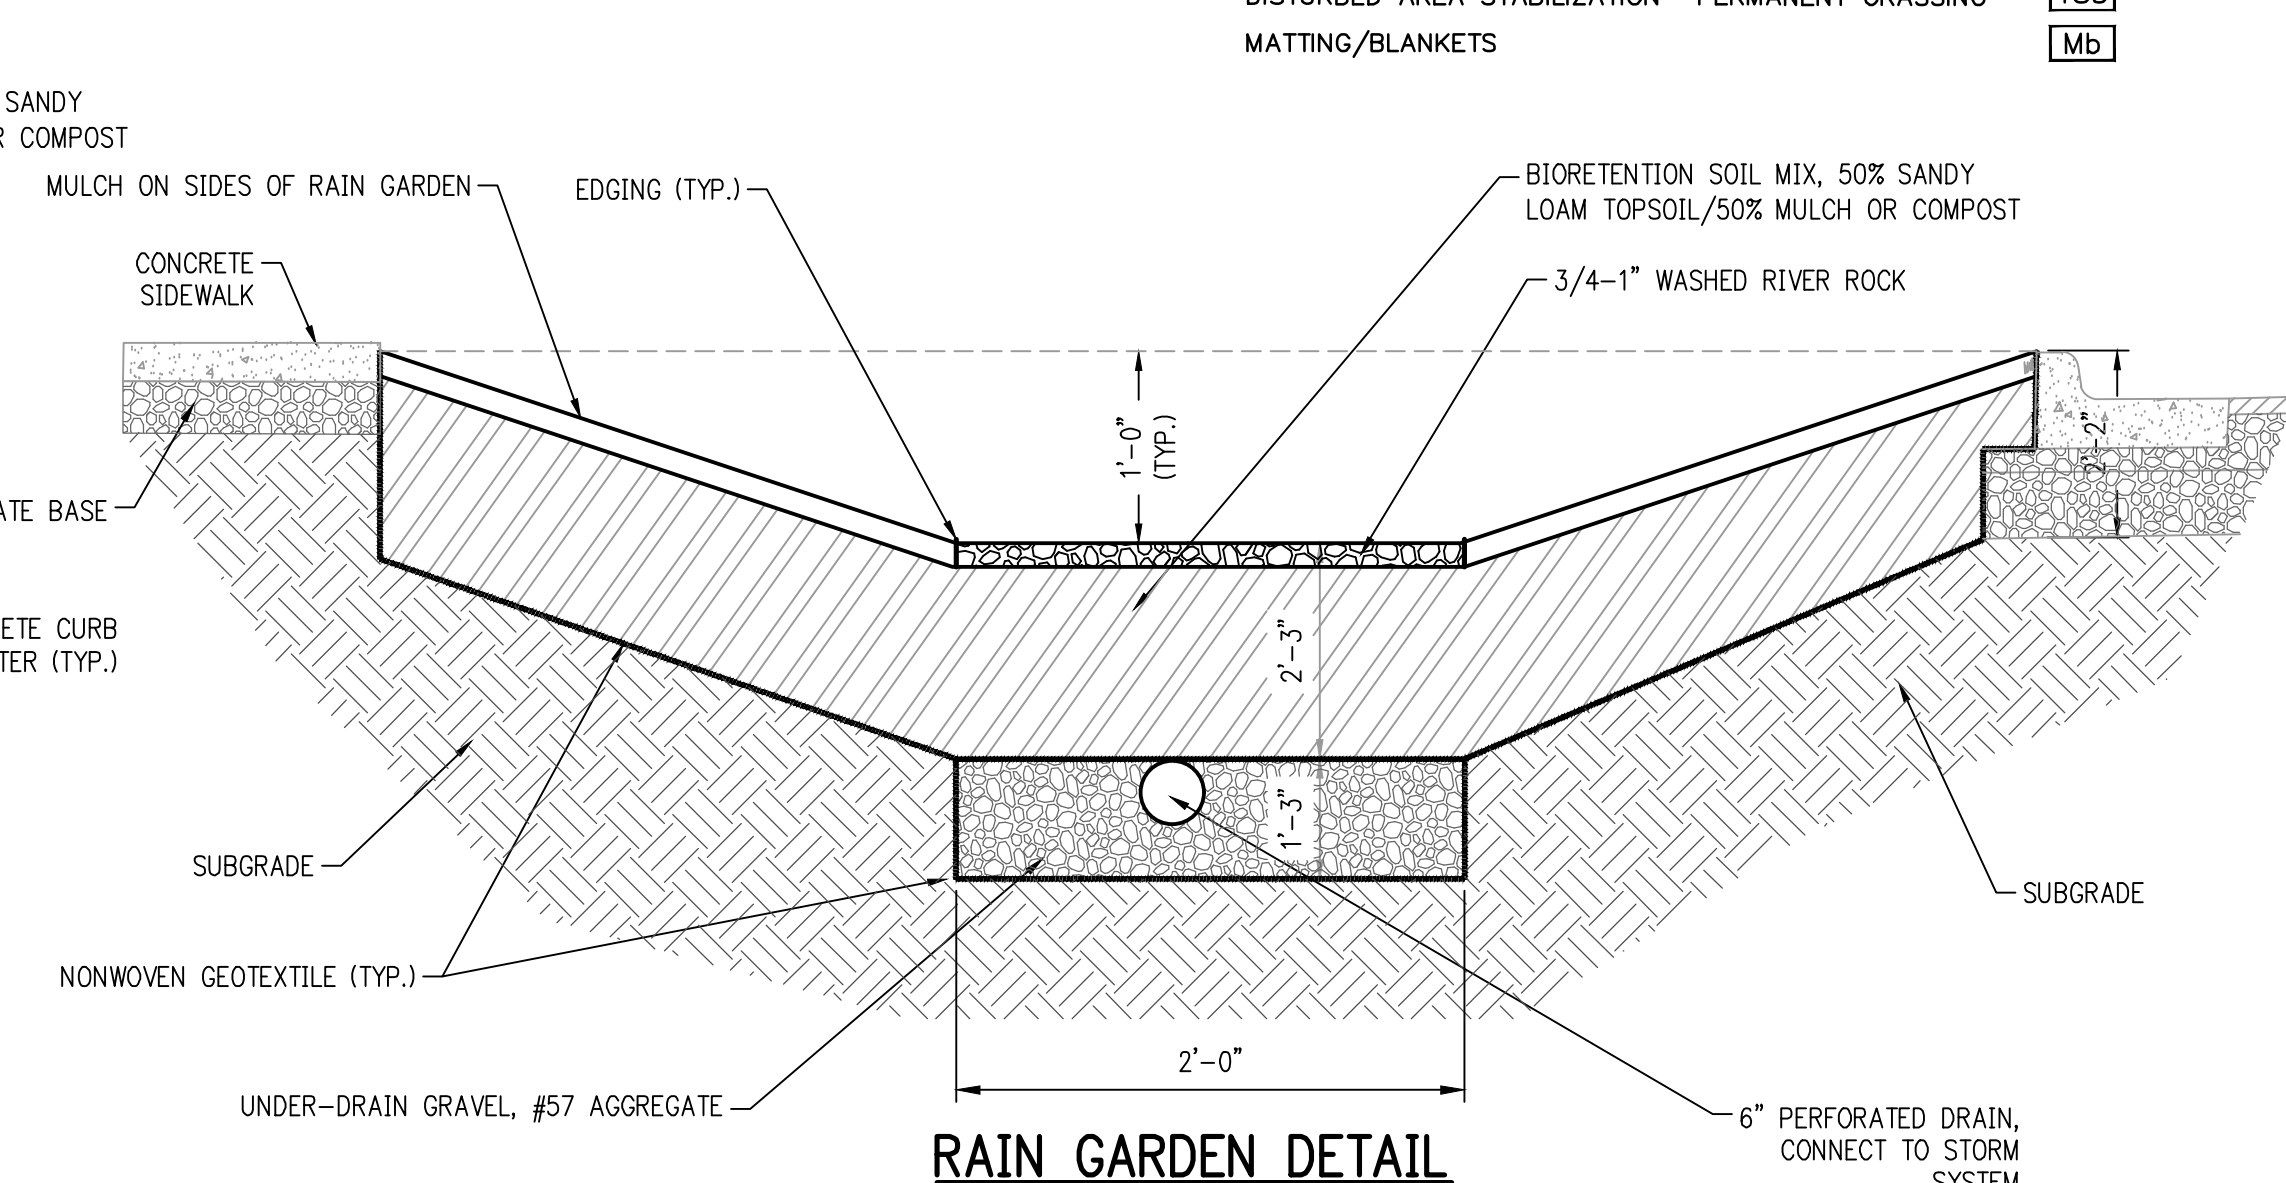 MATTING/BLANKETS
Mb
SANDY
COMPOST
MULCH ON SIDES OF RAIN GARDEN
EDGING (TYP.)
BIORETENTION SOIL MIX, 50% SANDY
LOAM TOPSOIL/50% MULCH OR COMPOST
CONCRETE
SIDEWALK
3/4-1" WASHED RIVER ROCK
1'-0"
(TYP.)
2'-2"
BASE
CURB
(TYP.)
2'-3"
1'-3"
SUBGRADE
SUBGRADE
NONWOVEN GEOTEXTILE (TYP.)
2'-0"
UNDER-DRAIN GRAVEL, #57 AGGREGATE
6" PERFORATED DRAIN,
CONNECT TO STORM
SYSTEM
RAIN GARDEN DETAIL